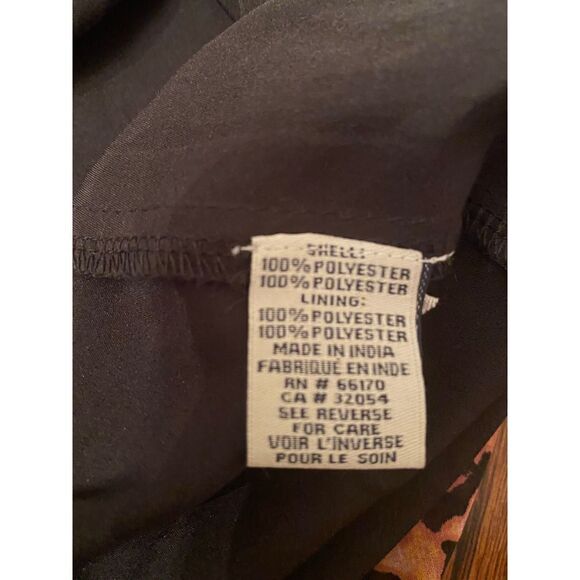 SHELL:
100% POLYESTER
100% POLYESTER
LINING:
100% POLYESTER
100% POLYESTER
MADE IN INDIA
FABRIQUÉ EN INDE
RN # 66170
CA # 32054
SEE REVERSE
FOR CARE
VOIR L'INVERSE
POUR LE SOIN